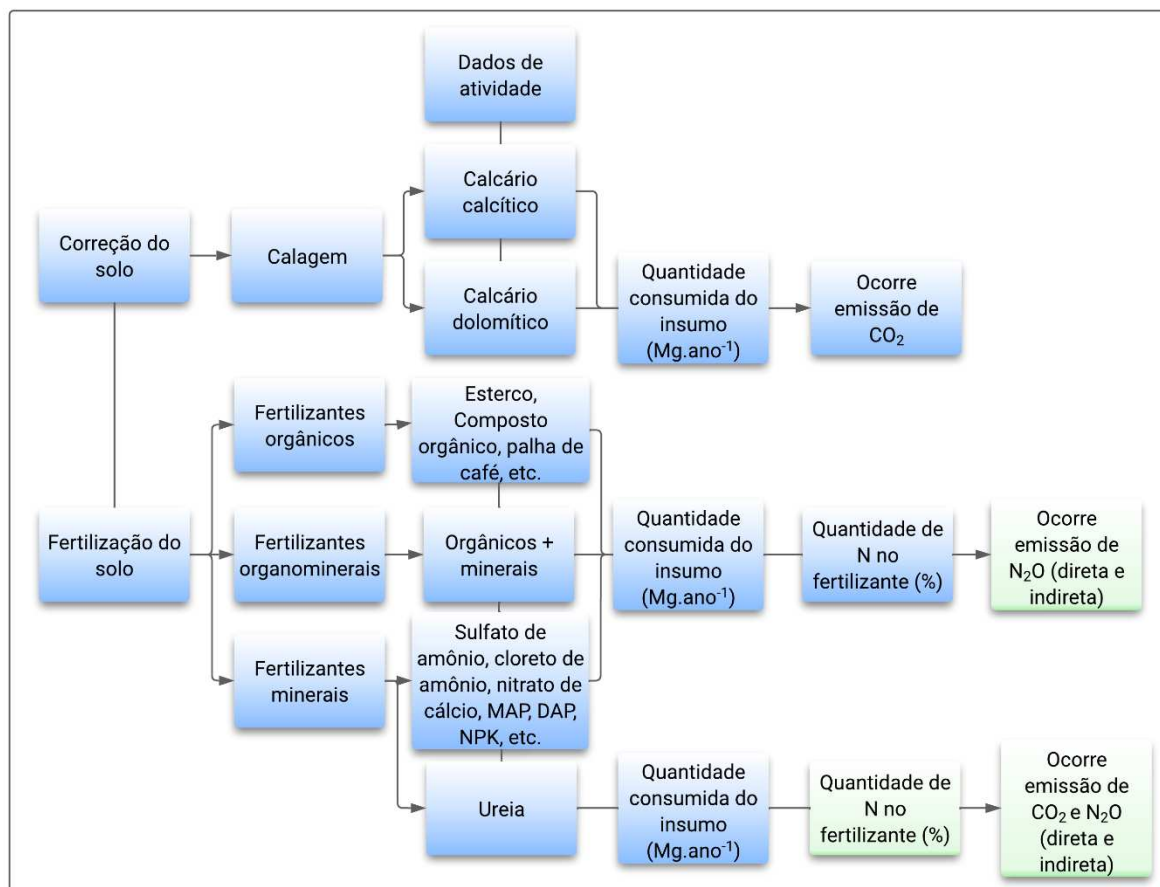 Dados de
atividade
Calcário
calcítico
Correção do
solo
Calagem
Calcário
dolomítico
Quantidade
consumida do
insumo
(Mg.ano⁻¹)
Ocorre
emissão de
CO₂
Fertilizantes
orgânicos
Esterco,
Composto
orgânico, palha de
café, etc.
Fertilização do
solo
Fertilizantes
organominerais
Orgânicos +
minerais
Quantidade
consumida do
insumo
(Mg.ano⁻¹)
Quantidade de
N no
fertilizante (%)
Ocorre
emissão de
N₂O (direta e
indireta)
Fertilizantes
minerais
Sulfato de
amônio, cloreto de
amônio, nitrato de
cálcio, MAP, DAP,
NPK, etc.
Ureia
Quantidade
consumida do
insumo
(Mg.ano⁻¹)
Quantidade de
N no
fertilizante (%)
Ocorre
emissão de
CO₂ e N₂O
(direta e
indireta)